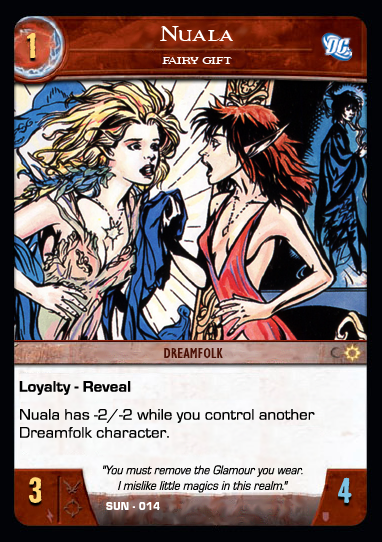 1
NUALA
FAIRY GIFT
DC
DREAMFOLK
Loyalty - Reveal
Nuala has -2/-2 while you control another
Dreamfolk character.
"You must remove the Glamour you wear.
I mislike little magics in this realm."
3
4
SUN - 014